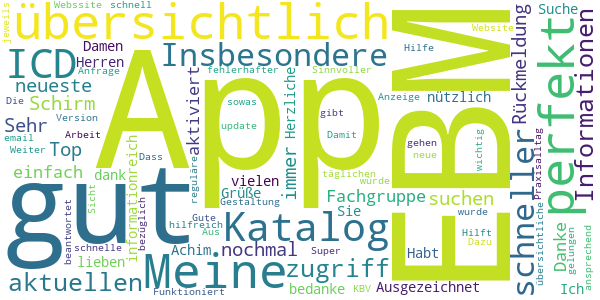 Webssite schnell
jeweils
übersichtlich
Damen
Anfrage
Herren
Insbesondere
ICD
neueste
Schirm
Die
Version
Sehr
Arbeit
email
Weiter
Top
einfach
dank
Dass
Sicht
informationreich
bezüglich
beantwortet
schnelle
lieben
aktuellen
Funktioniert
gut
App
EBM
Meine
fehlerhafter
Sinnvoller
aktiviert
sowas
update
Herzliche
immer
gibt
Damit
vielen
reguläre
Grüße
täglichen
wurde
Gestaltung
hilfreich
Gute
Aus
Katalog
Achim
nochmal
Super
zugriff
bedanke
KBV
Fachgruppe
Sie
Hilfe
Anzeige
nützlich
gehen
neue
wichtig
suchen
wurde
übersichtliche
Hilft
Dazu
Habt
Ausgezeichnet
Website
Suche
Rückmeldung
Praxisalltag
schneller
perfekt
Informationen
Danke
gelungen
Ich
ansprechend